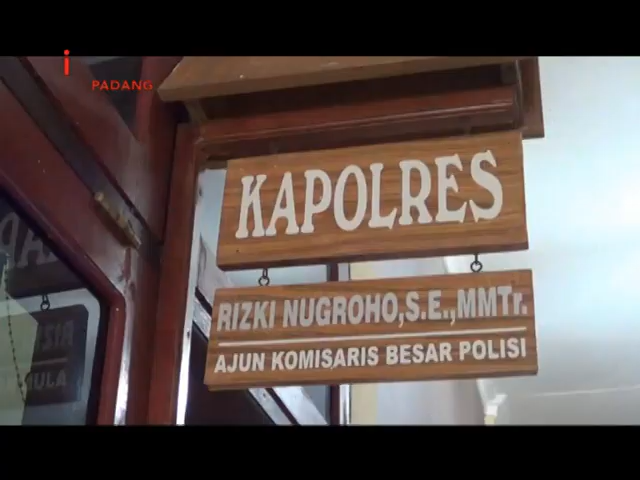 i
PADANG
KAPOLRES
RIZKI NUGROHO,S.E.,MMTr.
AJUN KOMISARIS BESAR POLISI